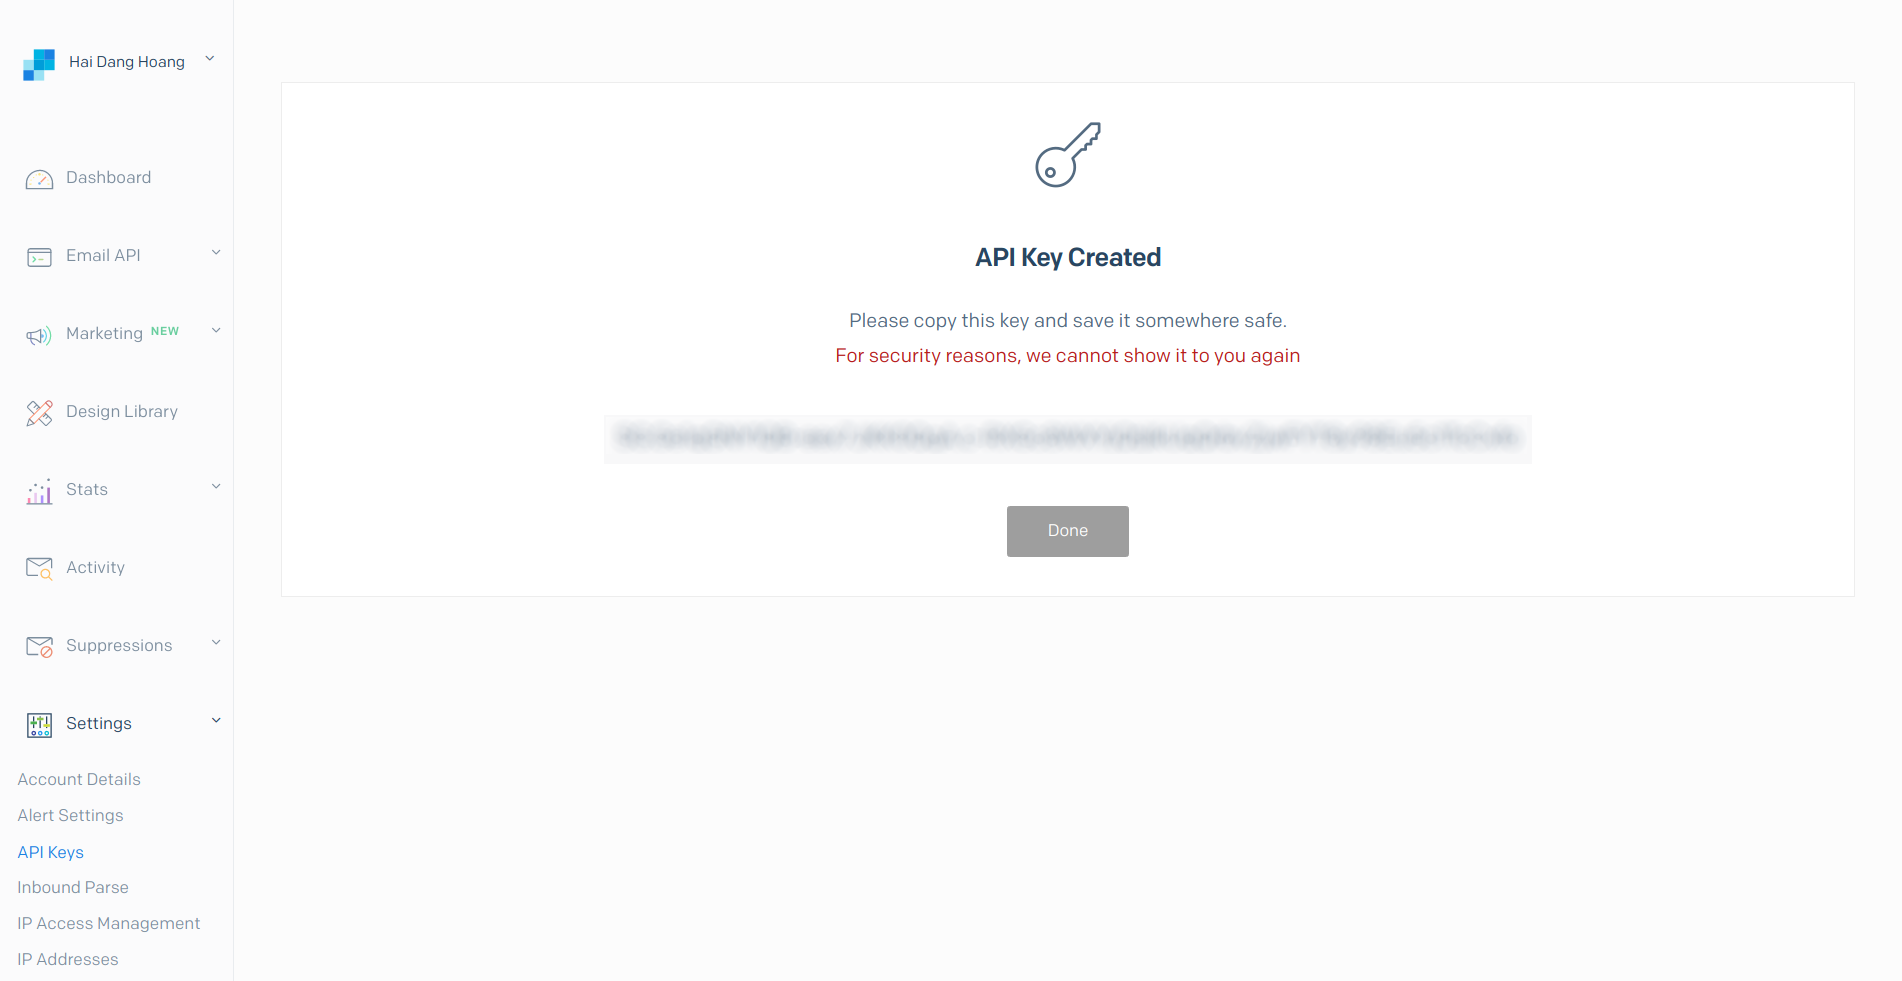 Hai Dang Hoang
Dashboard
Email API
Marketing NEW
Design Library
Stats
Activity
Suppressions
Settings
Account Details
Alert Settings
API Keys
Inbound Parse
IP Access Management
IP Addresses
API Key Created
Please copy this key and save it somewhere safe.
For security reasons, we cannot show it to you again
Done